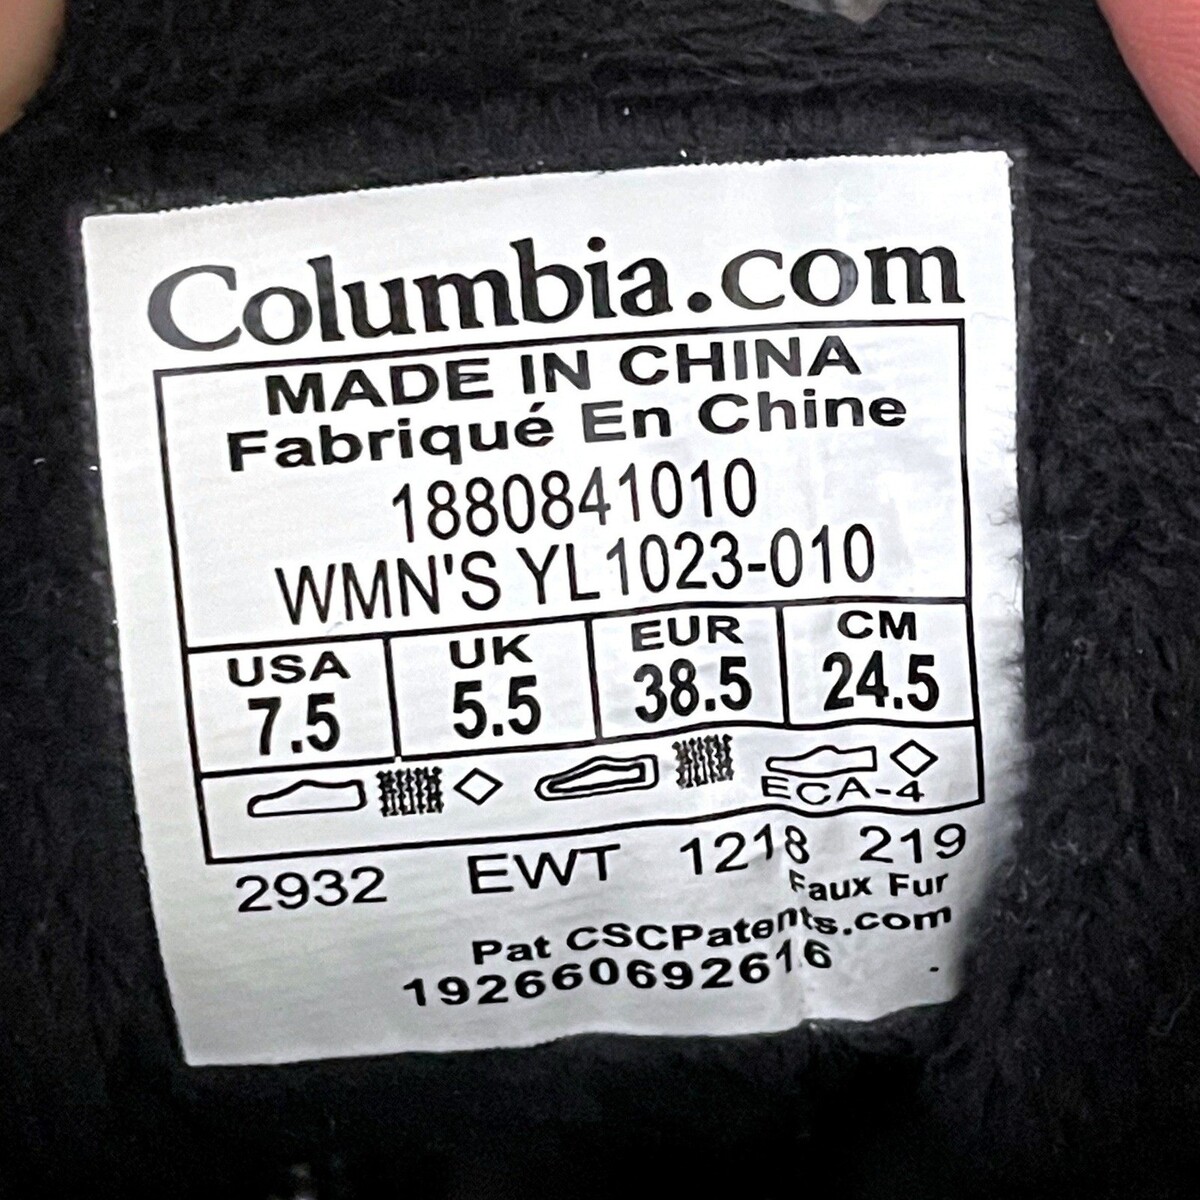 Columbia.com
MADE IN CHINA
Fabriqué En Chine
1880841010
WMN'S YL1023-010
USA UK EUR CM
7.5 5.5 38.5 24.5
ECA-4
2932 EWT 1218 219
Faux Fur
Pat CSCPatents.com
192660692616